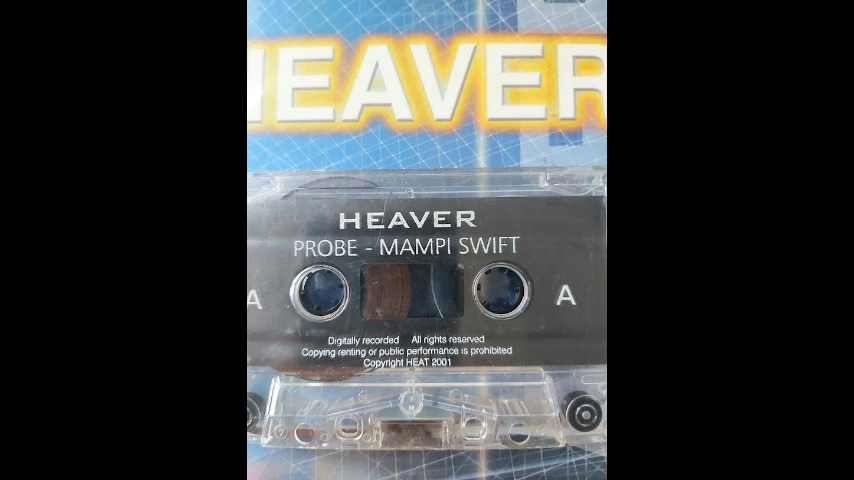 HEAVER
HEAVER
PROBE - MAMPI SWIFT
A A
Digitally recorded All rights reserved
Copying renting or public performance is prohibited
Copyright HEAT 2001